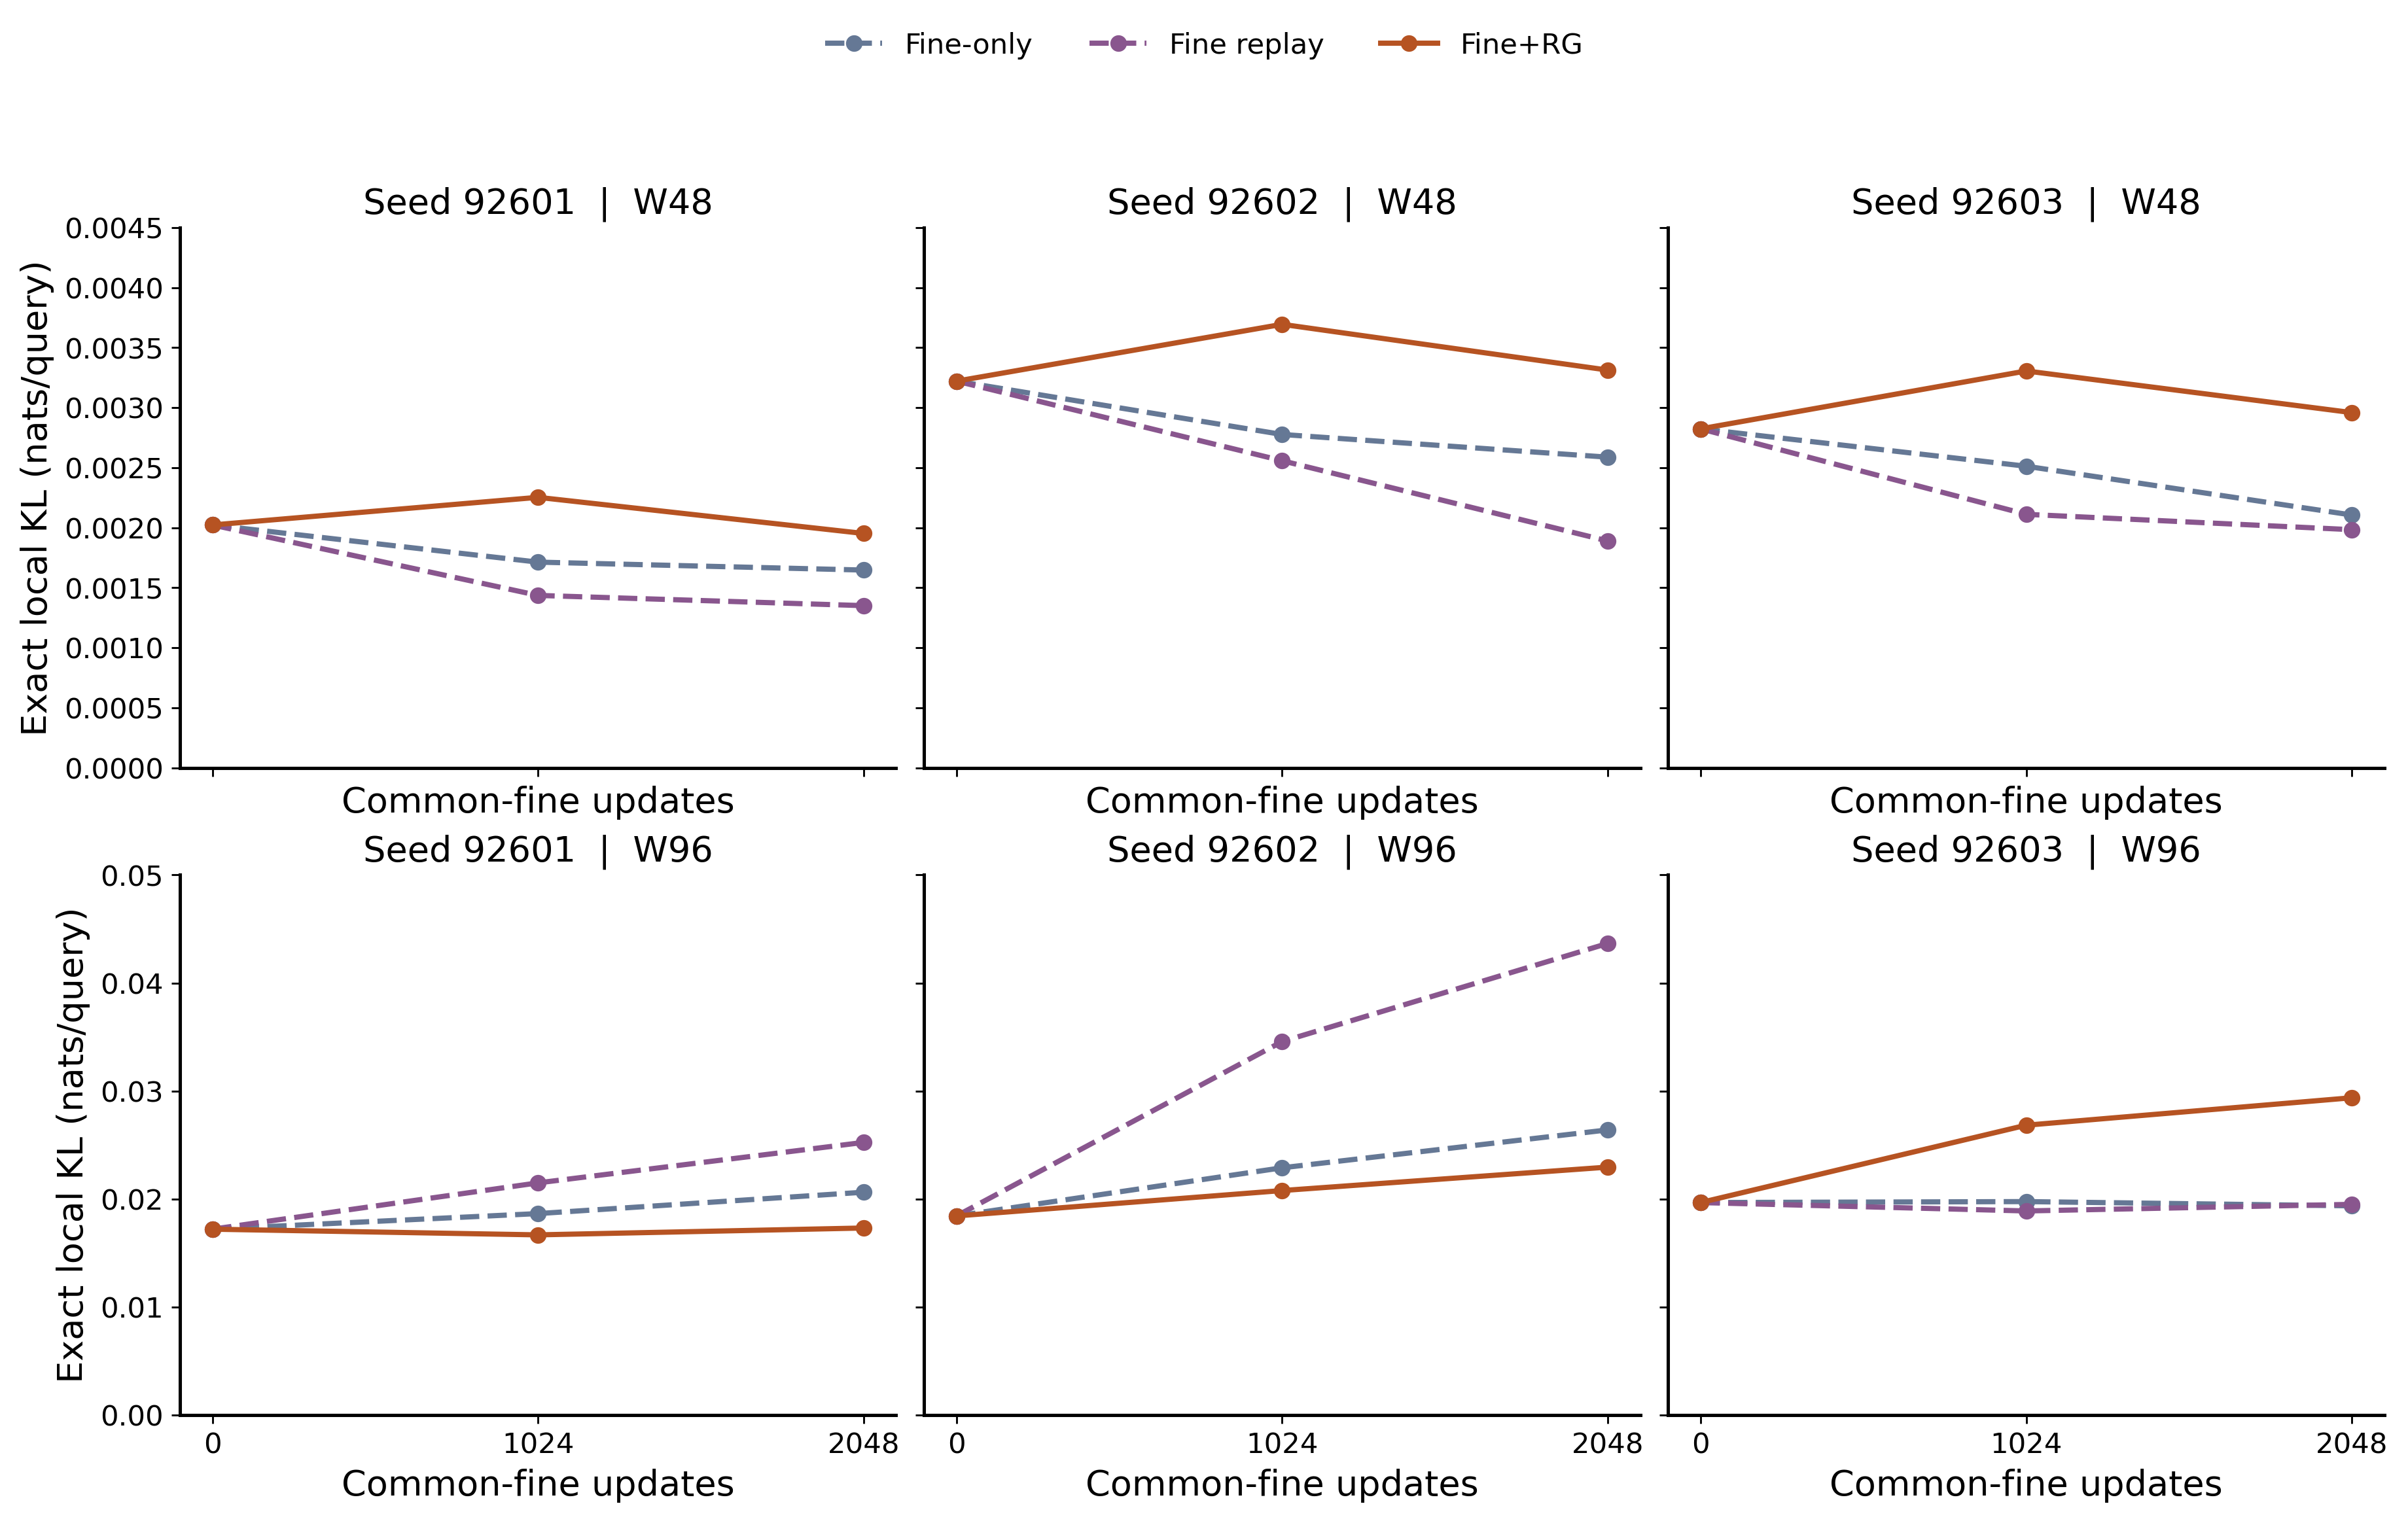 Fine-only Fine replay Fine+RG
Seed 92601 | W48
Seed 92602 | W48
Seed 92603 | W48
Exact local KL (nats/query)
0.0045
0.0040
0.0035
0.0030
0.0025
0.0020
0.0015
0.0010
0.0005
0.0000
Common-fine updates
Common-fine updates
Common-fine updates
Seed 92601 | W96
Seed 92602 | W96
Seed 92603 | W96
Exact local KL (nats/query)
0.05
0.04
0.03
0.02
0.01
0.00
0 1024 2048
0 1024 2048
0 1024 2048
Common-fine updates
Common-fine updates
Common-fine updates